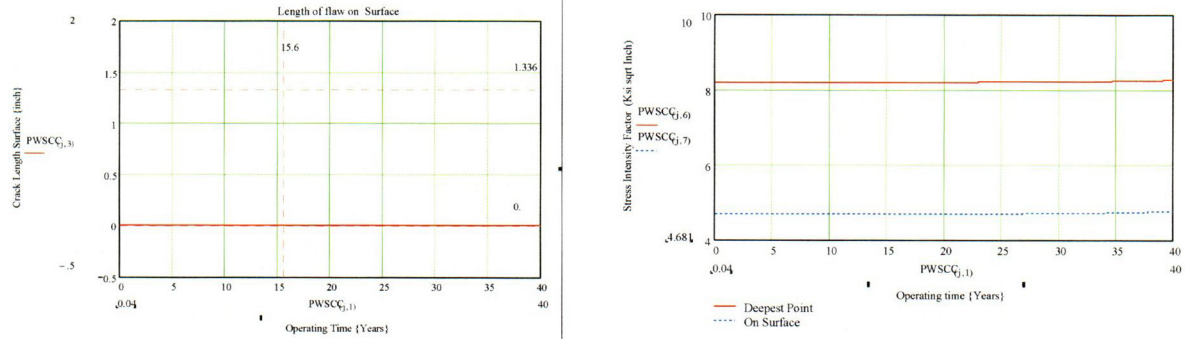 Length of flaw on Surface
2
2
15.6
1.5
1.336
1
Crack Length Surface {inch}
PWSCC(j,3)
0.5
0.
0
-.5
-0.5
0 5 10 15 20 25 30 35 40
.0.04 PWSCC(j,1) 40
Operating Time {Years}
10
10
8
PWSCC(j,6)
PWSCC(j,7)
Stress Intensity Factor (Ksi sqrt Inch)
6
4.681
4
0 5 10 15 20 25 30 35 40
.0.04 PWSCC(j,1) 40
Operating time {Years}
Deepest Point
On Surface